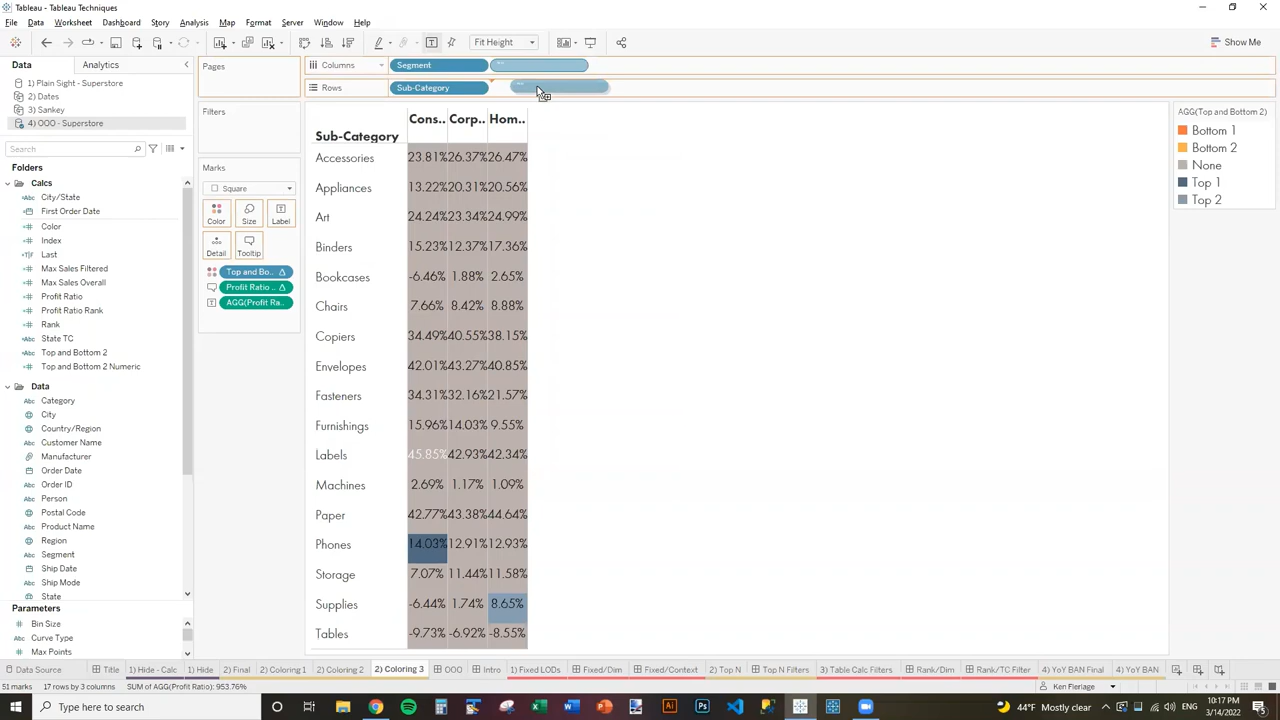 Tableau - Tableau Techniques
File Data Worksheet Dashboard Story Analysis Map Format Server Window Help
Fit Height Show Me
Data Analytics
1) Plain Sight - Superstore
2) Dates
3) Sankey
4) OOO - Superstore
Search
Folders
Calcs
City/State
First Order Date
Color
Index
Last
Max Sales Filtered
Max Sales Overall
Profit Ratio
Profit Ratio Rank
Rank
State TC
Top and Bottom 2
Top and Bottom 2 Numeric
Data
Category
City
Country/Region
Customer Name
Manufacturer
Order Date
Order ID
Person
Postal Code
Product Name
Region
Segment
Ship Date
Ship Mode
State
Parameters
Bin Size
Curve Type
Max Points
Pages
Filters
Marks
Square
Color Size Label
Detail Tooltip
Top and Bo..
Profit Ratio ..
AGG(Profit Ra..
Columns Segment
Rows Sub-Category
Sub-Category Cons.. Corp.. Hom..
Accessories 23.81% 26.37% 26.47%
Appliances 13.22% 20.31% 20.56%
Art 24.24% 23.34% 24.99%
Binders 15.23% 12.37% 17.36%
Bookcases -6.46% 1.88% 2.65%
Chairs 7.66% 8.42% 8.88%
Copiers 34.49% 40.55% 38.15%
Envelopes 42.01% 43.27% 40.85%
Fasteners 34.31% 32.16% 21.57%
Furnishings 15.96% 14.03% 9.55%
Labels 45.85% 42.93% 42.34%
Machines 2.69% 1.17% 1.09%
Paper 42.77% 43.38% 44.64%
Phones 14.03% 12.91% 12.93%
Storage 7.07% 11.44% 11.58%
Supplies -6.44% 1.74% 8.65%
Tables -9.73% -6.92% -8.55%
AGG(Top and Bottom 2)
Bottom 1
Bottom 2
None
Top 1
Top 2
Data Source Title 1) Hide - Calc 1) Hide 2) Final 2) Coloring 1 2) Coloring 2 2) Coloring 3 OOO Intro 1) Fixed LODs Fixed/Dim Fixed/Context 2) Top N Top N Filters 3) Table Calc Filters Rank/Dim Rank/TC Filter 4) YoY BAN Final 4) YoY BAN
51 marks 17 rows by 3 columns SUM of AGG(Profit Ratio): 953.76% Ken Flerlage
Type here to search 44°F Mostly clear 10:17 PM
3/14/2022